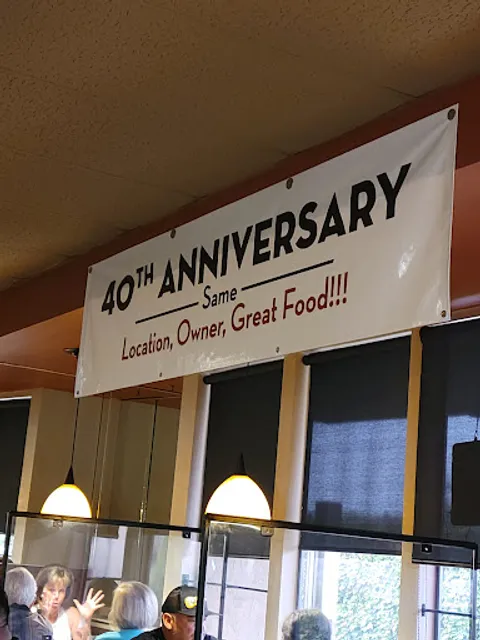 40TH ANNIVERSARY
Same
Location, Owner, Great Food!!!